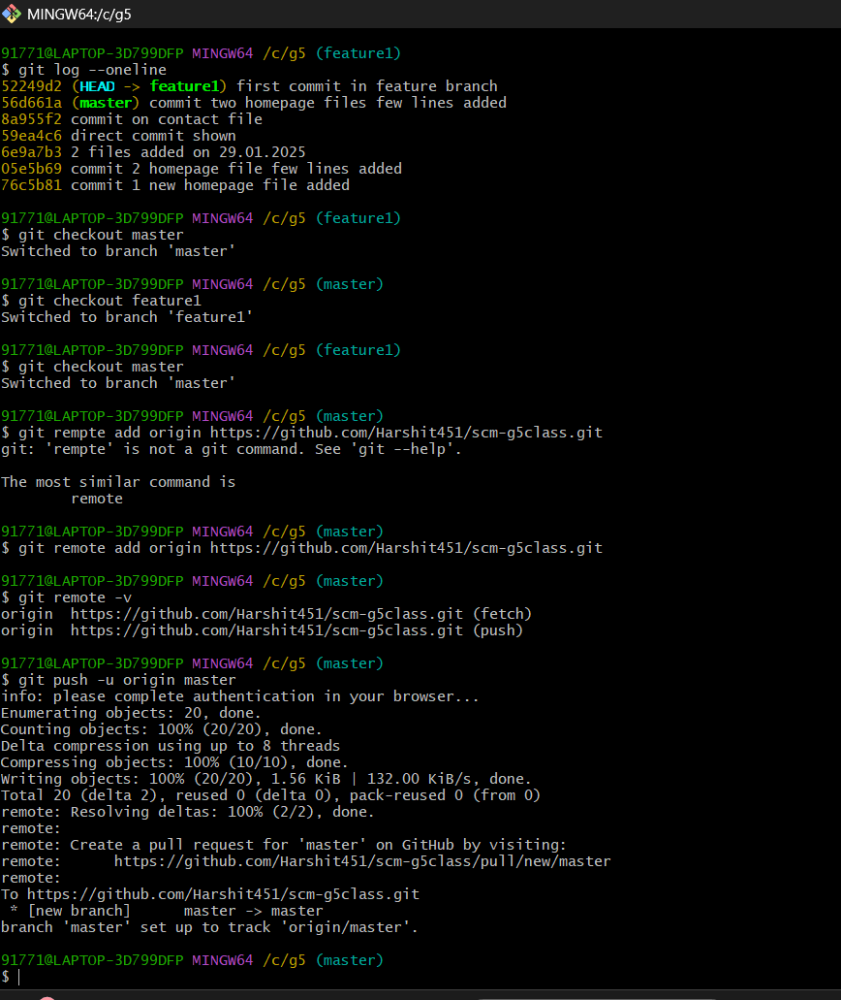 MINGW64:/c/g5
91771@LAPTOP-3D799DFP MINGW64 /c/g5 (feature1)
$ git log --oneline
52249d2 (HEAD -> feature1) first commit in feature branch
56d661a (master) commit two homepage files few lines added
8a955f2 commit on contact file
59ea4c6 direct commit shown
6e9a7b3 2 files added on 29.01.2025
05e5b69 commit 2 homepage file few lines added
76c5b81 commit 1 new homepage file added
91771@LAPTOP-3D799DFP MINGW64 /c/g5 (feature1)
$ git checkout master
Switched to branch 'master'
91771@LAPTOP-3D799DFP MINGW64 /c/g5 (master)
$ git checkout feature1
Switched to branch 'feature1'
91771@LAPTOP-3D799DFP MINGW64 /c/g5 (feature1)
$ git checkout master
Switched to branch 'master'
91771@LAPTOP-3D799DFP MINGW64 /c/g5 (master)
$ git rempte add origin https://github.com/Harshit451/scm-g5class.git
git: 'rempte' is not a git command. See 'git --help'.
The most similar command is
remote
91771@LAPTOP-3D799DFP MINGW64 /c/g5 (master)
$ git remote add origin https://github.com/Harshit451/scm-g5class.git
91771@LAPTOP-3D799DFP MINGW64 /c/g5 (master)
$ git remote -v
origin  https://github.com/Harshit451/scm-g5class.git (fetch)
origin  https://github.com/Harshit451/scm-g5class.git (push)
91771@LAPTOP-3D799DFP MINGW64 /c/g5 (master)
$ git push -u origin master
info: please complete authentication in your browser...
Enumerating objects: 20, done.
Counting objects: 100% (20/20), done.
Delta compression using up to 8 threads
Compressing objects: 100% (10/10), done.
Writing objects: 100% (20/20), 1.56 KiB | 132.00 KiB/s, done.
Total 20 (delta 2), reused 0 (delta 0), pack-reused 0 (from 0)
remote: Resolving deltas: 100% (2/2), done.
remote:
remote: Create a pull request for 'master' on GitHub by visiting:
remote:      https://github.com/Harshit451/scm-g5class/pull/new/master
remote:
To https://github.com/Harshit451/scm-g5class.git
 * [new branch]      master -> master
branch 'master' set up to track 'origin/master'.
91771@LAPTOP-3D799DFP MINGW64 /c/g5 (master)
$